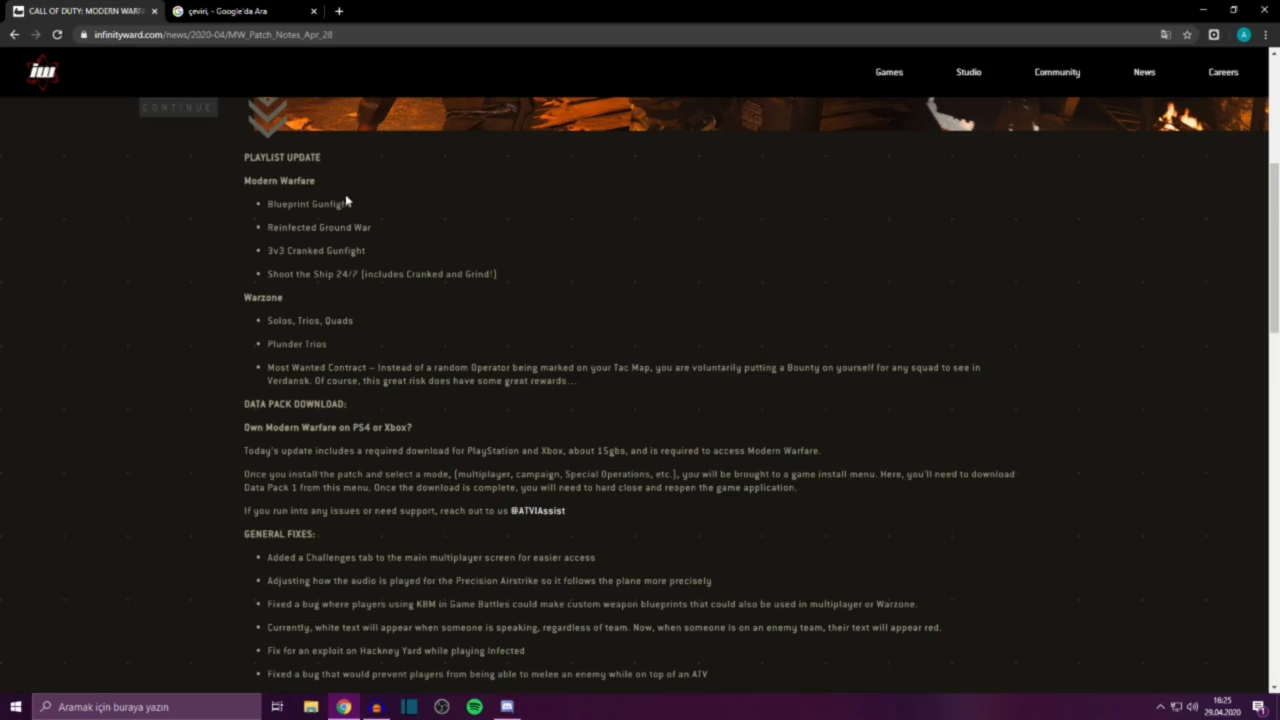 CALL OF DUTY: MODERN WARF
çeviri, - Google'da Ara
infinityward.com/news/2020-04/MW_Patch_Notes_Apr_28
A
IW
Games
Studio
Community
News
Careers
CONTINUE
PLAYLIST UPDATE
Modern Warfare
• Blueprint Gunfight
• Reinfected Ground War
• 3v3 Cranked Gunfight
• Shoot the Ship 24/7 (includes Cranked and Grind!)
Warzone
• Solos, Trios, Quads
• Plunder Trios
• Most Wanted Contract – Instead of a random Operator being marked on your Tac Map, you are voluntarily putting a Bounty on yourself for any squad to see in
Verdansk. Of course, this great risk does have some great rewards…
DATA PACK DOWNLOAD:
Own Modern Warfare on PS4 or Xbox?
Today's update includes a required download for PlayStation and Xbox, about 15gbs, and is required to access Modern Warfare.
Once you install the patch and select a mode, (multiplayer, campaign, Special Operations, etc.), you will be brought to a game install menu. Here, you'll need to download
Data Pack 1 from this menu. Once the download is complete, you will need to hard close and reopen the game application.
If you run into any issues or need support, reach out to us @ATVIAssist
GENERAL FIXES:
• Added a Challenges tab to the main multiplayer screen for easier access
• Adjusting how the audio is played for the Precision Airstrike so it follows the plane more precisely
• Fixed a bug where players using KBM in Game Battles could make custom weapon blueprints that could also be used in multiplayer or Warzone.
• Currently, white text will appear when someone is speaking, regardless of team. Now, when someone is on an enemy team, their text will appear red.
• Fix for an exploit on Hackney Yard while playing Infected
• Fixed a bug that would prevent players from being able to melee an enemy while on top of an ATV
Aramak için buraya yazın
16:25
29.04.2020
1